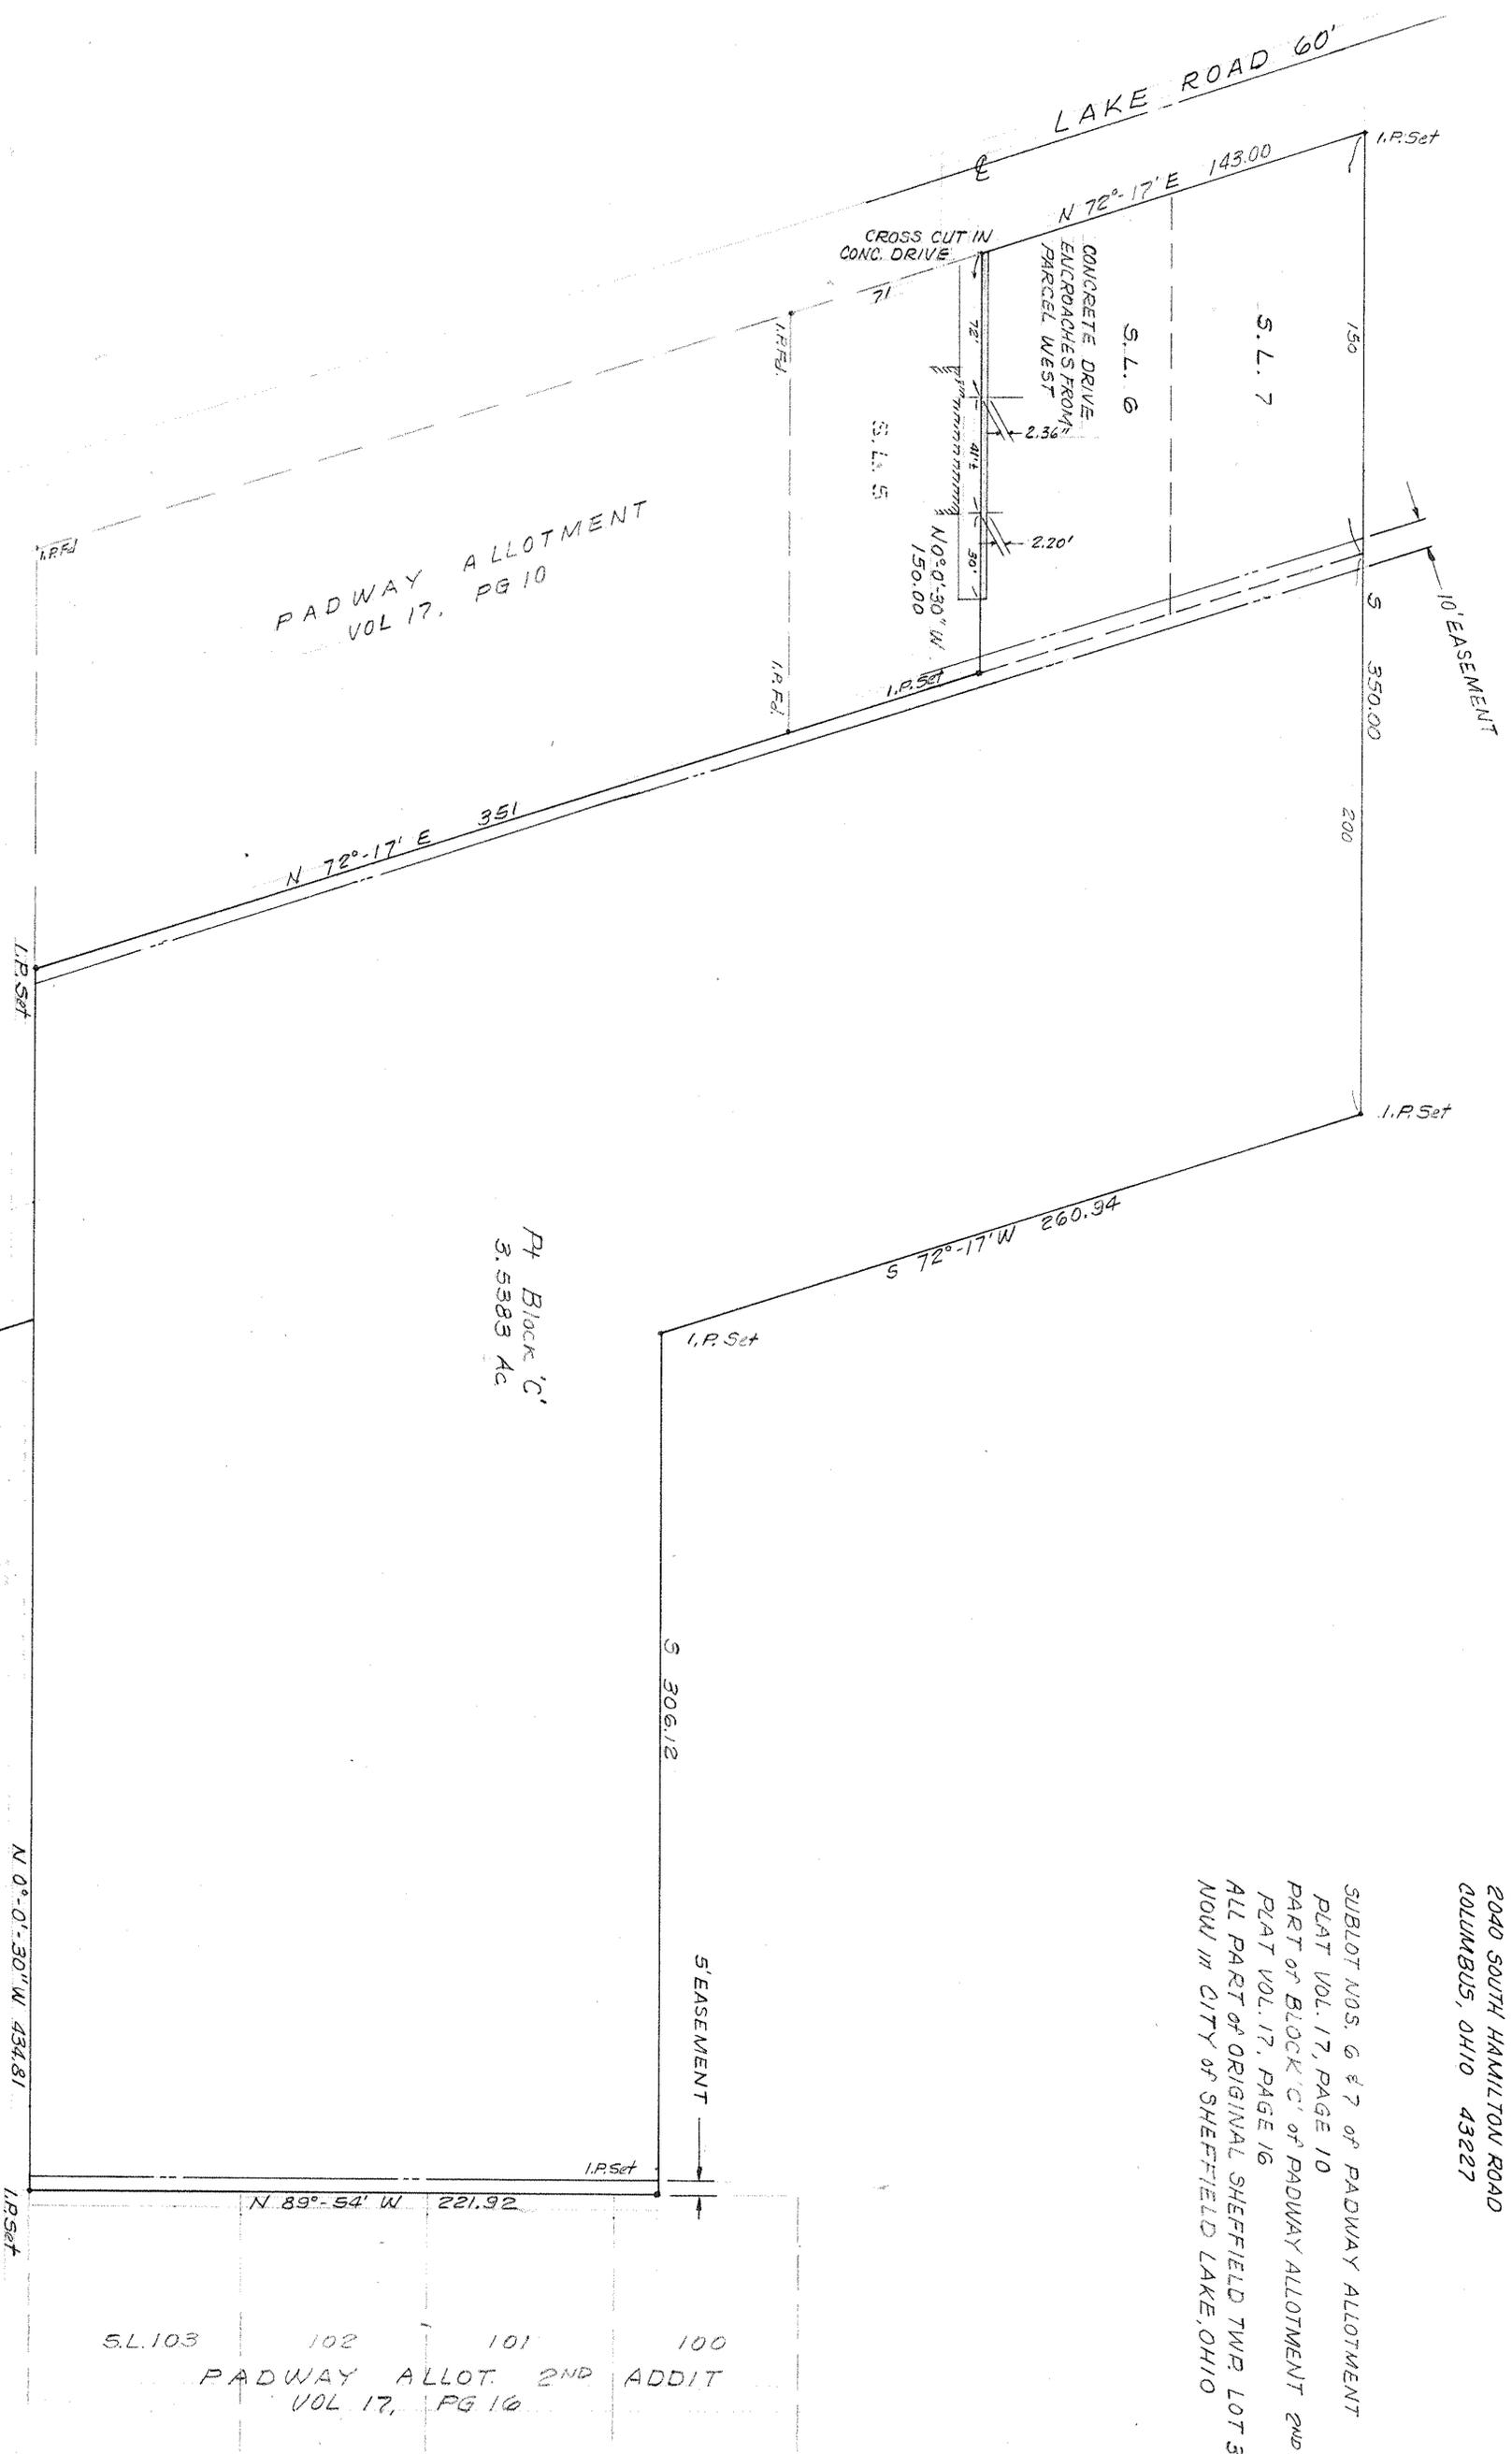 LAKE ROAD 60'
I.P. Set
N 72°-17' E 143.00
CROSS CUT IN
CONC. DRIVE
71
72'
CONCRETE DRIVE
ENCROACHES FROM
PARCEL WEST
S. L. 6
S. L. 7
150
2.36"
41'±
2.20'
30'
N 0°-0'-30" W
150.00
S. L. 5
I.P. Fd.
I.P. Fd.
I.P. Fd
I.P. Set
10' EASEMENT
S 350.00
200
PADWAY ALLOTMENT
VOL 17, PG 10
N 72°-17' E 351
I.P. Set
I.P. Set
S 72°-17' W 260.94
I.P. Set
Pt Block 'C'
3.5383 Ac.
S 306.12
N 0°-0'-30" W 434.81
5' EASEMENT
I.P. Set
N 89°-54' W 221.92
I.P. Set
S.L. 103 102 101 100
PADWAY ALLOT. 2ND ADDIT
VOL 17, PG 16
2040 SOUTH HAMILTON ROAD
COLUMBUS, OHIO 43227
SUBLOT NOS. 6 & 7 of PADWAY ALLOTMENT
PLAT VOL. 17, PAGE 10
PART of BLOCK 'C' of PADWAY ALLOTMENT 2ND
PLAT VOL. 17, PAGE 16
ALL PART of ORIGINAL SHEFFIELD TWP. LOT 3
NOW in CITY of SHEFFIELD LAKE, OHIO